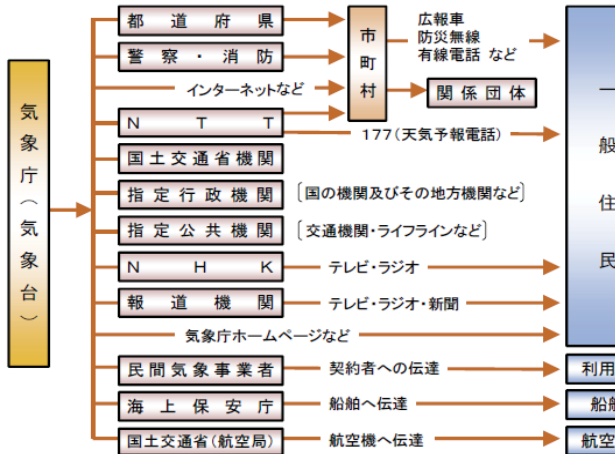 気象庁(気象台)
都道府県
警察・消防
インターネットなど
NTT
市町村
広報車
防災無線
有線電話 など
関係団体
177(天気予報電話)
国土交通省機関
指定行政機関
[国の機関及びその地方機関など]
指定公共機関
[交通機関・ライフラインなど]
NHK
テレビ・ラジオ
報道機関
テレビ・ラジオ・新聞
気象庁ホームページなど
一般住民
民間気象事業者
契約者への伝達
利用
海上保安庁
船舶へ伝達
船舶
国土交通省(航空局)
航空機へ伝達
航空